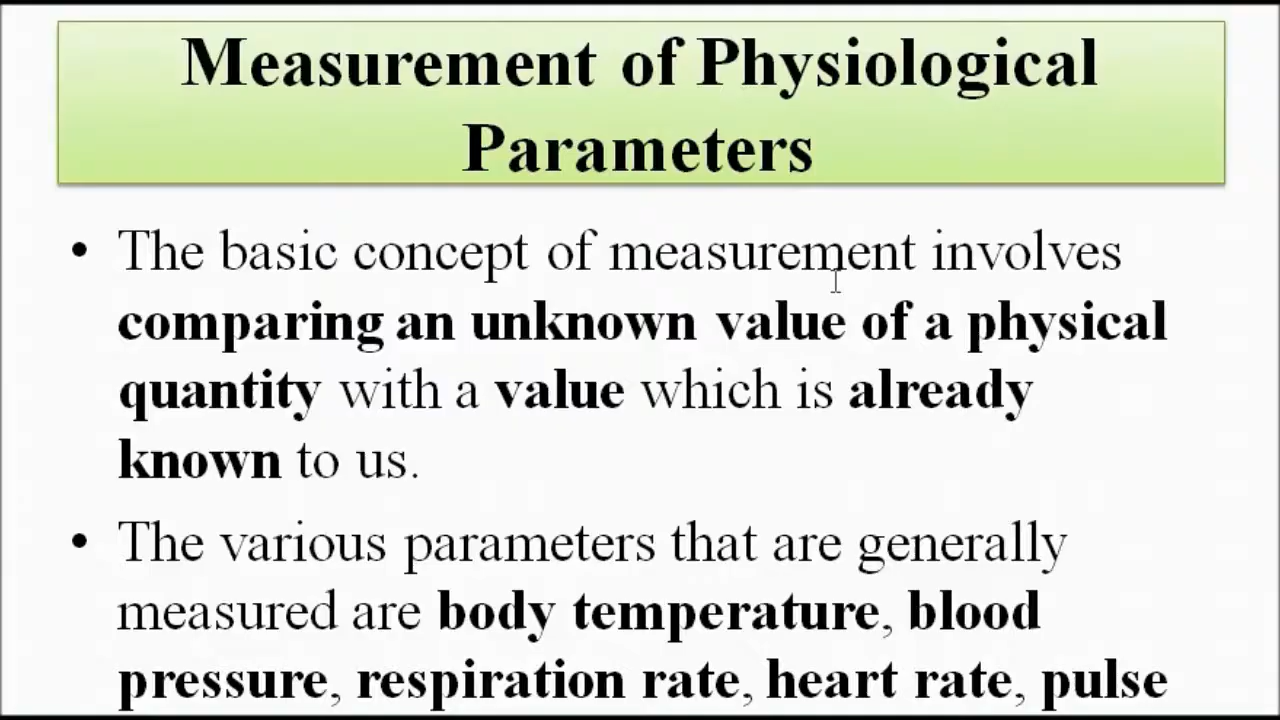 Measurement of Physiological
Parameters
• The basic concept of measurement involves
comparing an unknown value of a physical
quantity with a value which is already
known to us.
• The various parameters that are generally
measured are body temperature, blood
pressure, respiration rate, heart rate, pulse